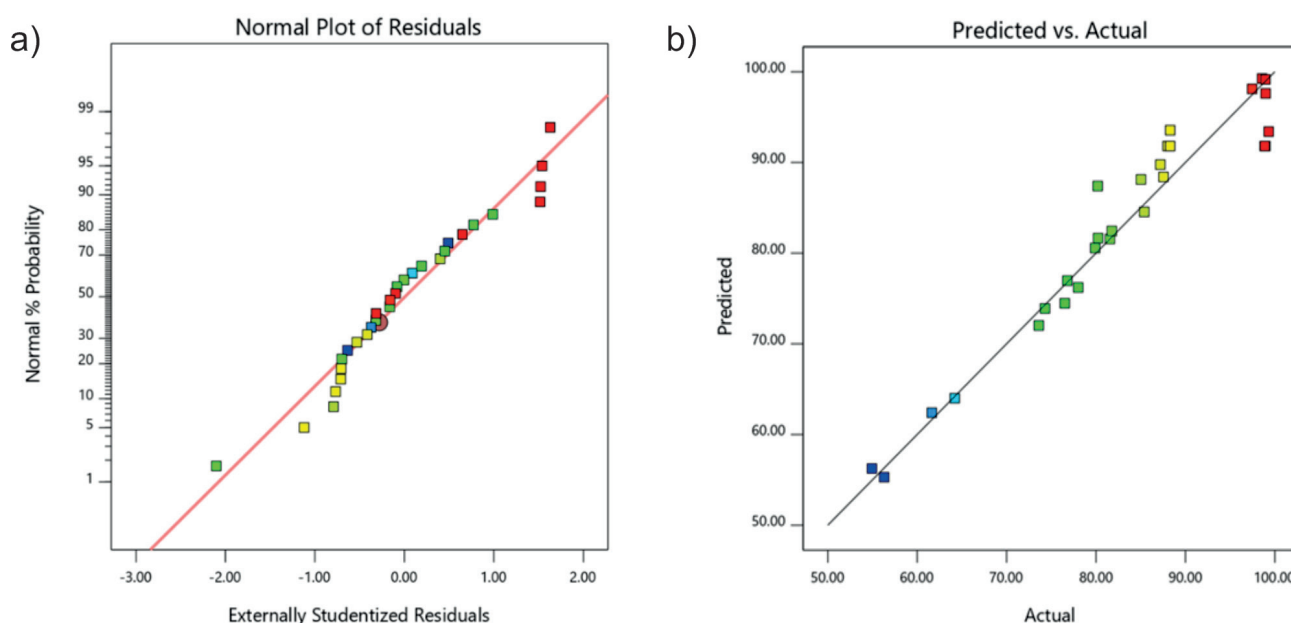 a)
Normal Plot of Residuals
Normal % Probability
99
95
90
80
70
50
30
20
10
5
1
-3.00 -2.00 -1.00 0.00 1.00 2.00
Externally Studentized Residuals
b)
Predicted vs. Actual
Predicted
100.00
90.00
80.00
70.00
60.00
50.00
50.00 60.00 70.00 80.00 90.00 100.00
Actual